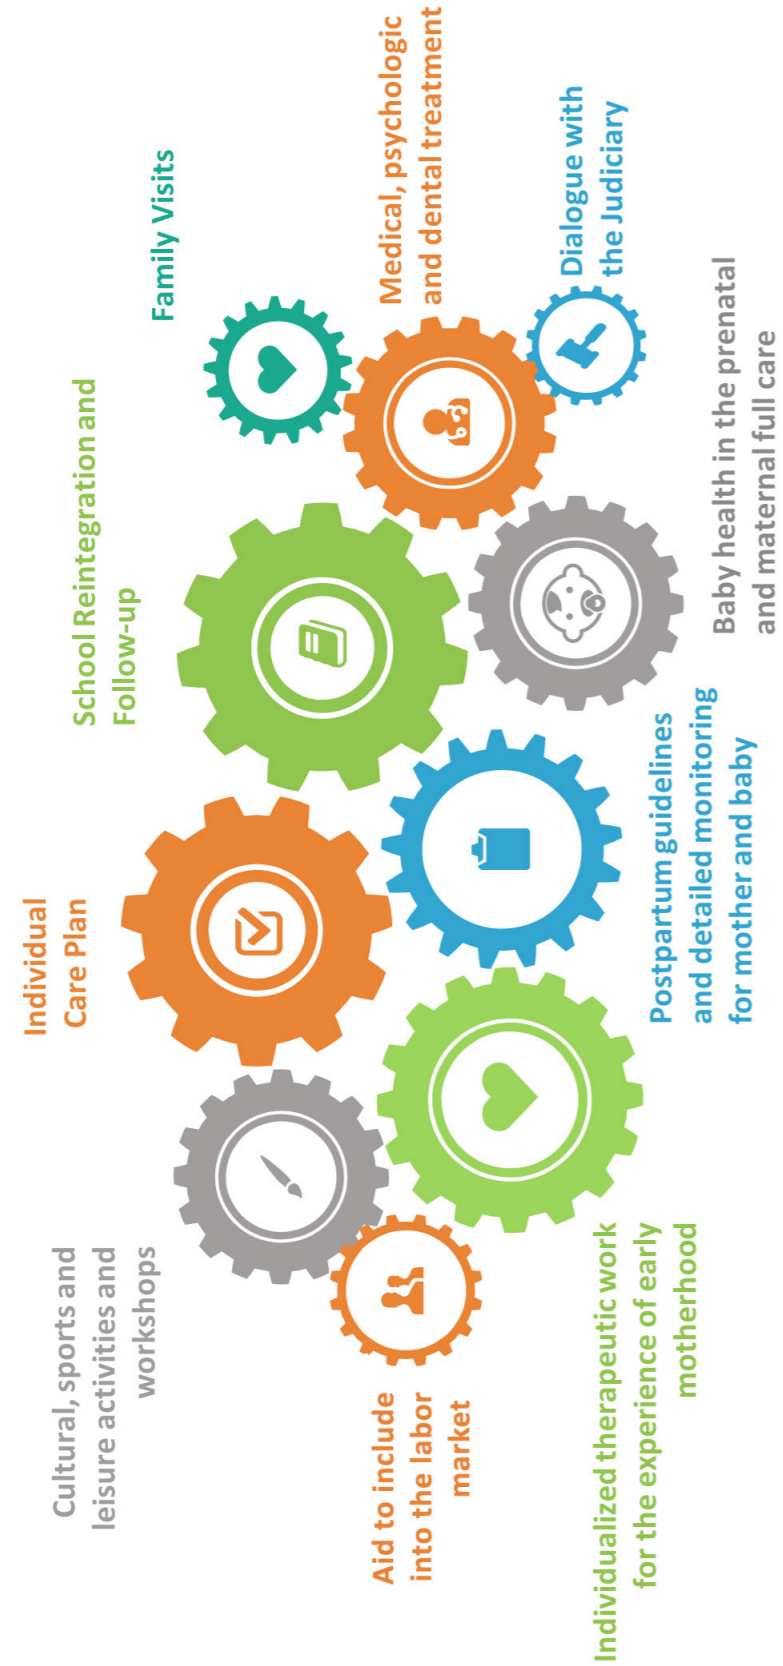 Cultural, sports and
leisure activities and
workshops
Individual
Care Plan
School Reintegration and
Follow-up
Family Visits
Aid to include
into the labor
market
Medical, psychologic
and dental treatment
Individualized therapeutic work
for the experience of early
motherhood
Postpartum guidelines
and detailed monitoring
for mother and baby
Baby health in the prenatal
and maternal full care
Dialogue with
the Judiciary